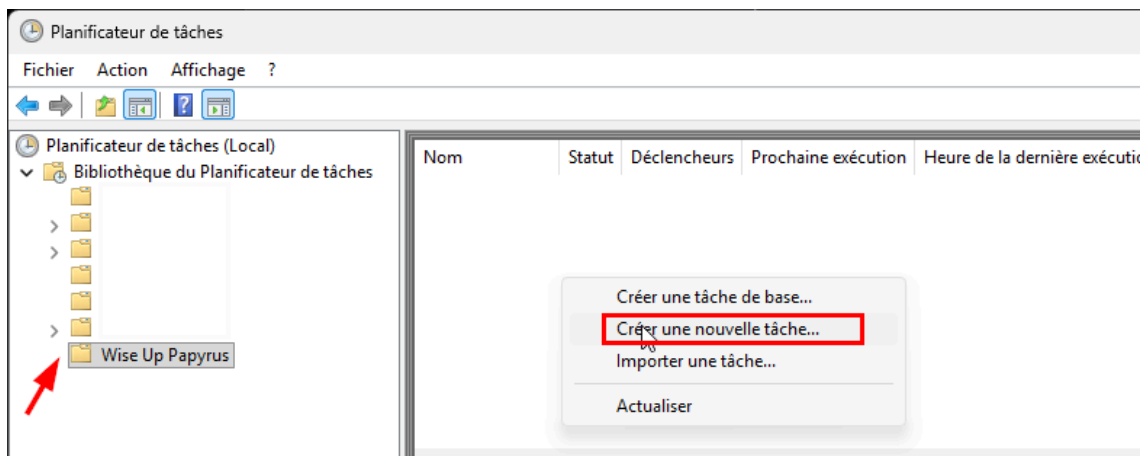 Planificateur de tâches
Fichier Action Affichage ?
Planificateur de tâches (Local)
Bibliothèque du Planificateur de tâches
Wise Up Papyrus
Nom Statut Déclencheurs Prochaine exécution Heure de la dernière exécutio
Créer une tâche de base...
Créer une nouvelle tâche...
Importer une tâche...
Actualiser